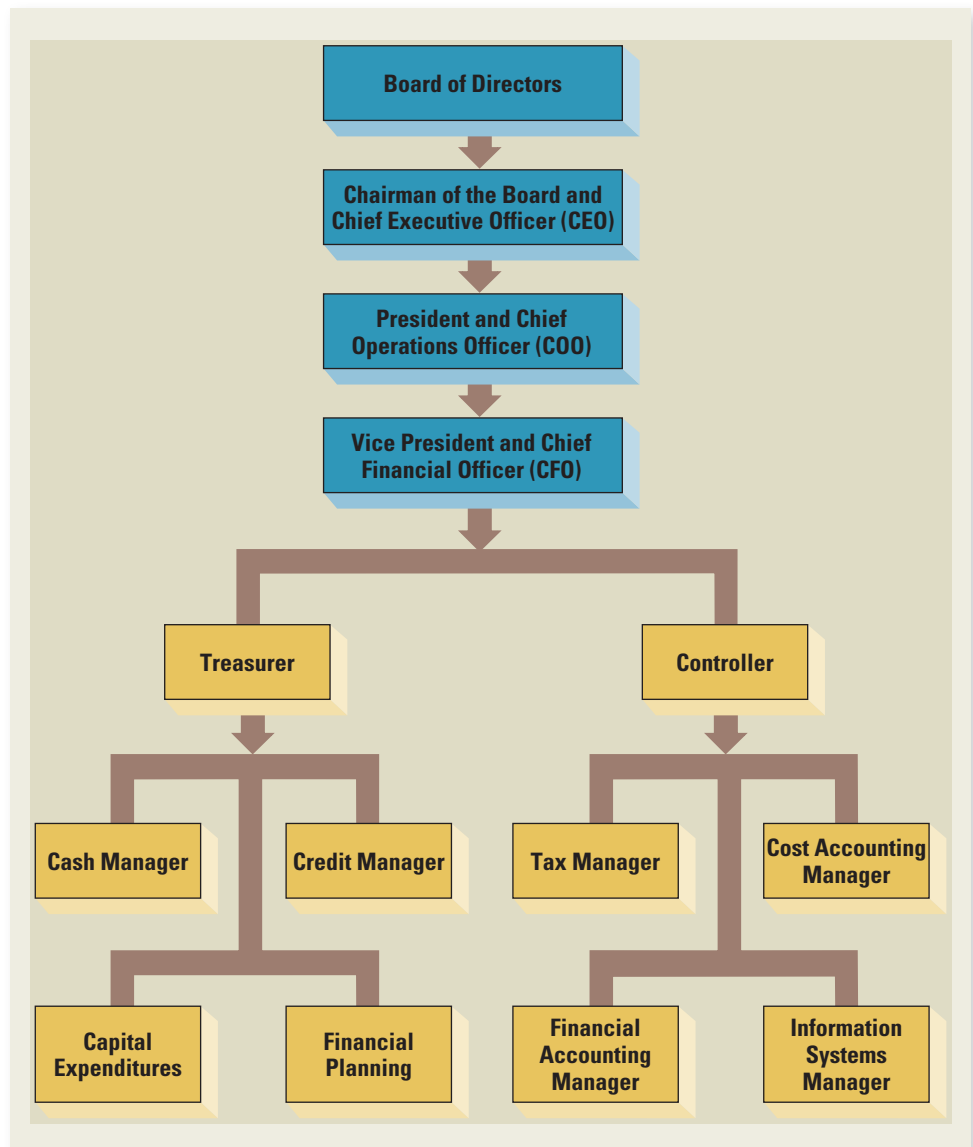 Board of Directors
Chairman of the Board and
Chief Executive Officer (CEO)
President and Chief
Operations Officer (COO)
Vice President and Chief
Financial Officer (CFO)
Treasurer
Controller
Cash Manager
Credit Manager
Tax Manager
Cost Accounting
Manager
Capital
Expenditures
Financial
Planning
Financial
Accounting
Manager
Information
Systems
Manager